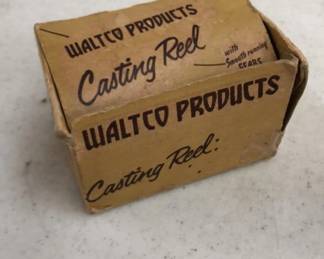 WALTCO PRODUCTS
Casting Reel
with
Smooth running
GEARS
WALTCO PRODUCTS
Casting Reel: